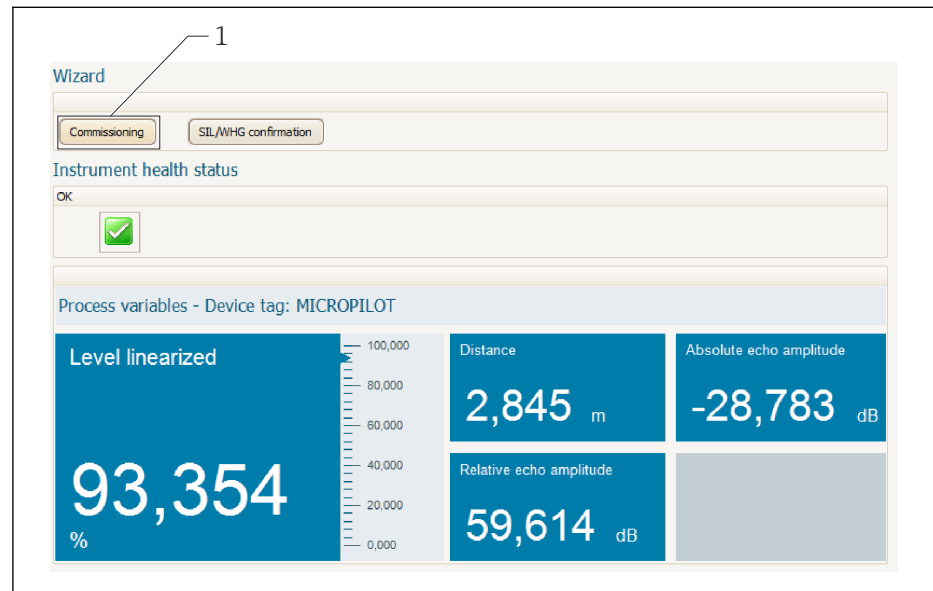 1
Wizard
Commissioning SIL/WHG confirmation
Instrument health status
OK
Process variables - Device tag: MICROPILOT
Level linearized
93,354
%
100,000
80,000
60,000
40,000
20,000
0,000
Distance
2,845 m
Absolute echo amplitude
-28,783 dB
Relative echo amplitude
59,614 dB